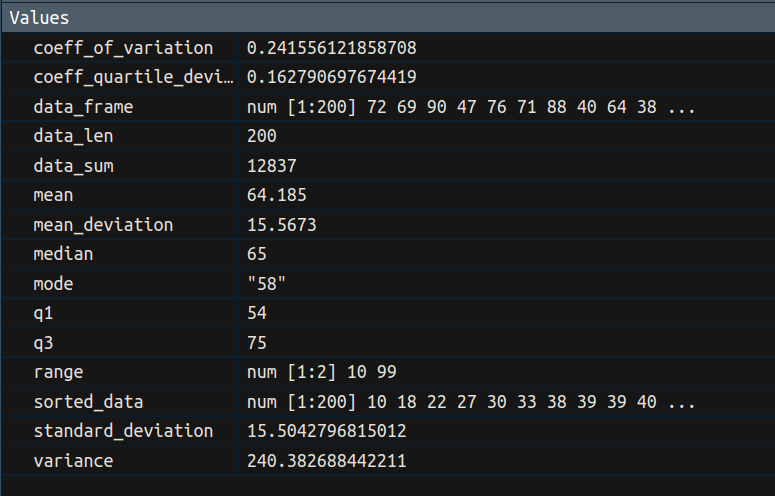 Values
coeff_of_variation 0.241556121858708
coeff_quartile_devi… 0.162790697674419
data_frame num [1:200] 72 69 90 47 76 71 88 40 64 38 ...
data_len 200
data_sum 12837
mean 64.185
mean_deviation 15.5673
median 65
mode "58"
q1 54
q3 75
range num [1:2] 10 99
sorted_data num [1:200] 10 18 22 27 30 33 38 39 39 40 ...
standard_deviation 15.5042796815012
variance 240.382688442211